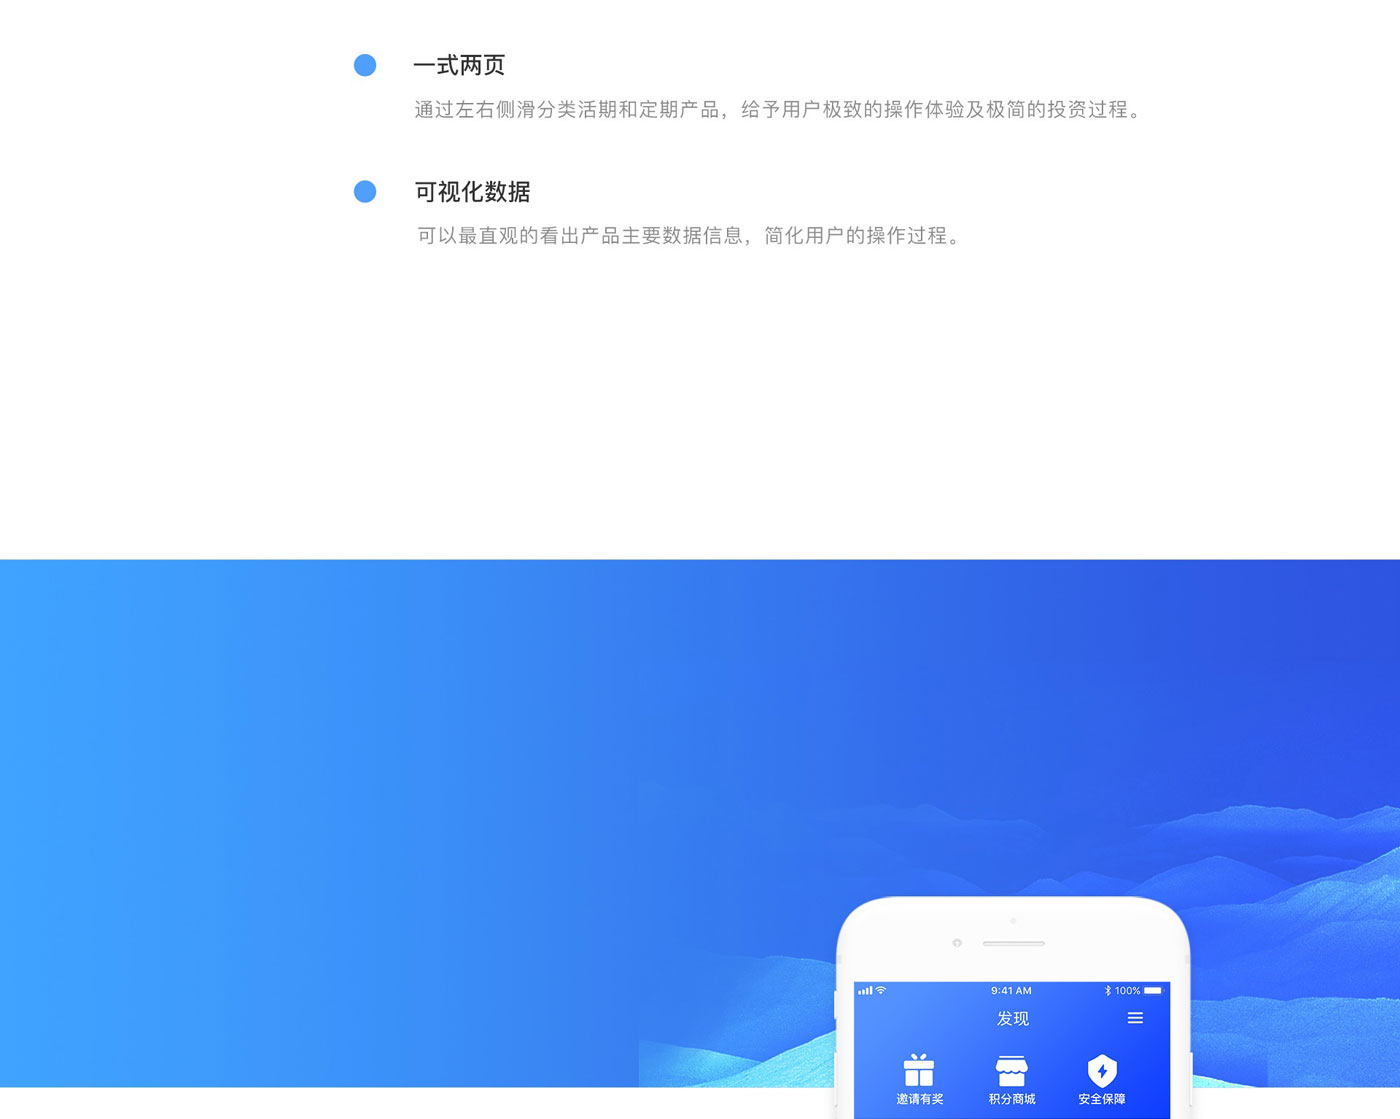 一式两页
通过左右侧滑分类活期和定期产品，给予用户极致的操作体验及极简的投资过程。
可视化数据
可以最直观的看出产品主要数据信息，简化用户的操作过程。
9:41 AM
100%
发现
邀请有奖
积分商城
安全保障